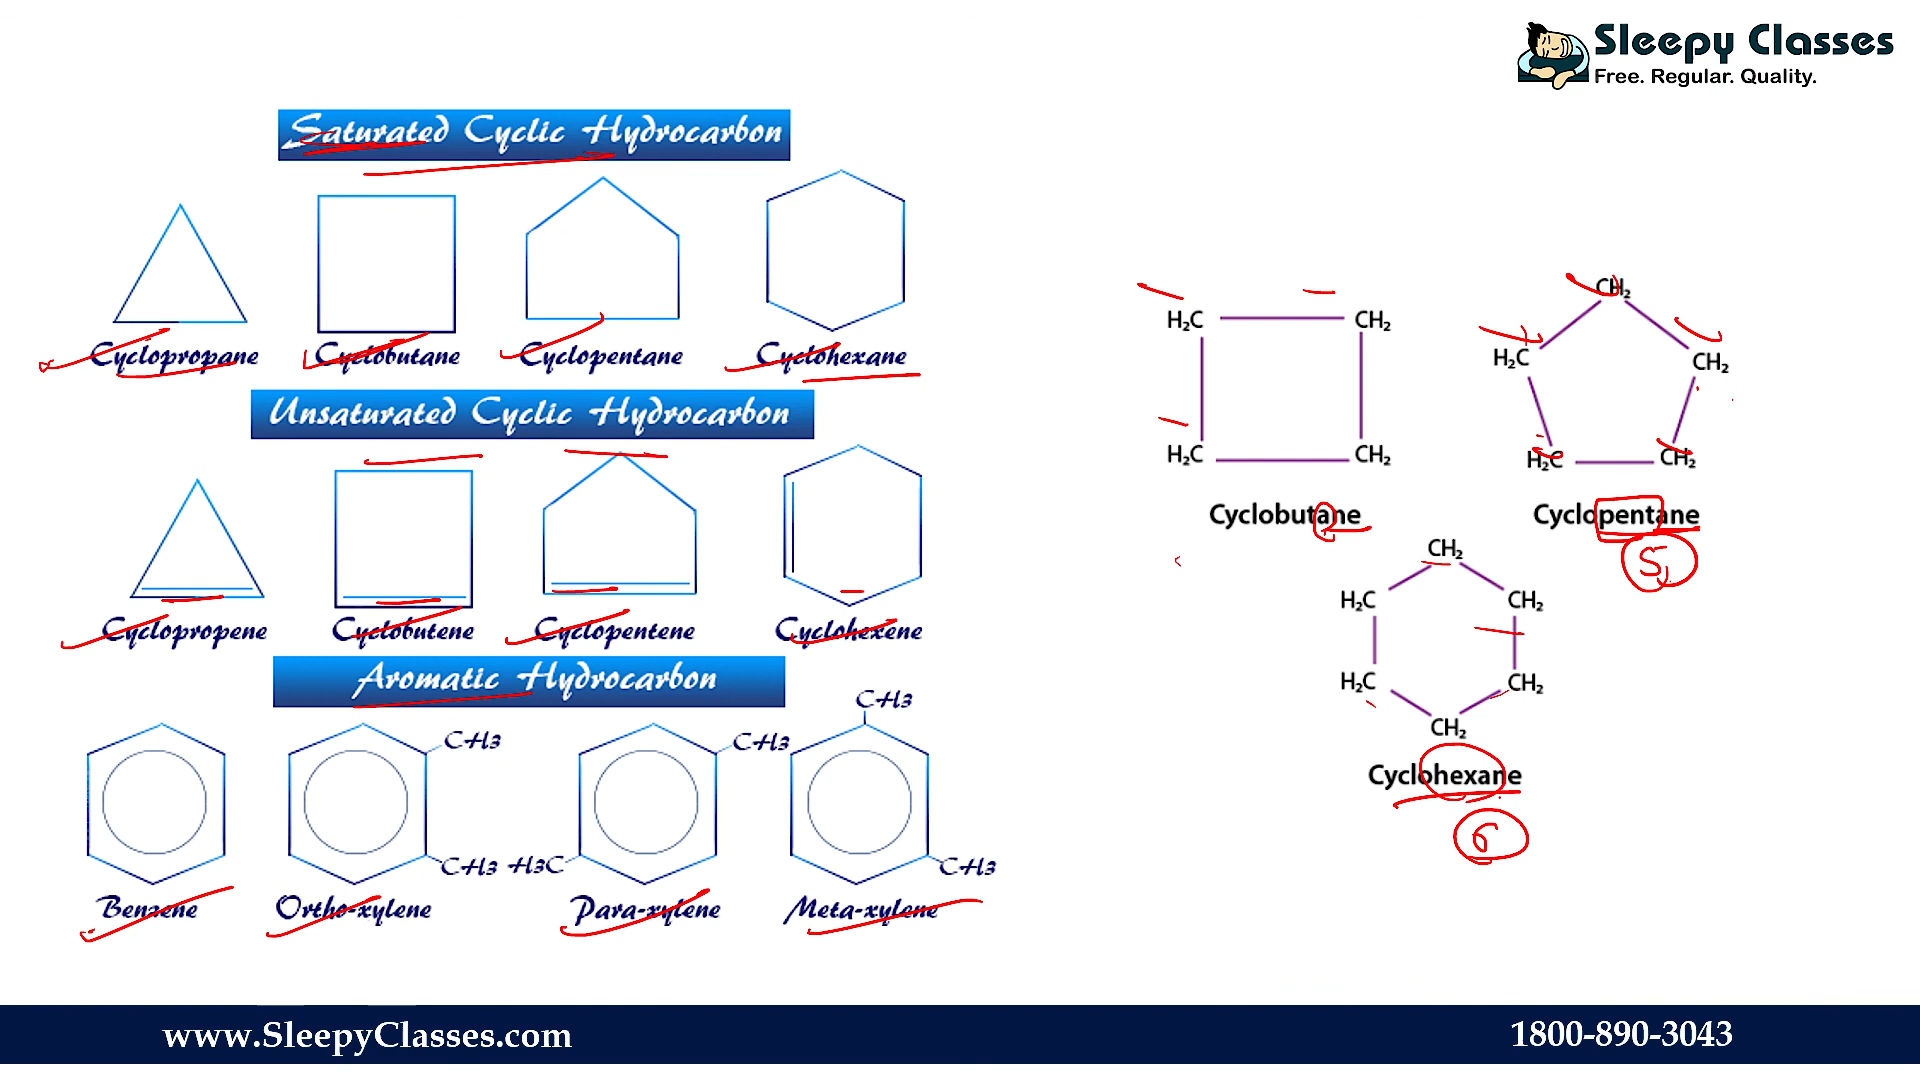 Sleepy Classes
Free. Regular. Quality.
Saturated Cyclic Hydrocarbon
Cyclopropane Cyclobutane Cyclopentane Cyclohexane
Unsaturated Cyclic Hydrocarbon
Cyclopropene Cyclobutene Cyclopentene Cyclohexene
Aromatic Hydrocarbon
CH3
CH3 CH3
CH3 H3C CH3
Benzene Ortho-xylene Para-xylene Meta-xylene
H₂C CH₂
H₂C CH₂
Cyclobutane
CH₂
H₂C CH₂
H₂C CH₂
Cyclopentane
5
CH₂
H₂C CH₂
H₂C CH₂
CH₂
Cyclohexane
6
www.SleepyClasses.com
1800-890-3043